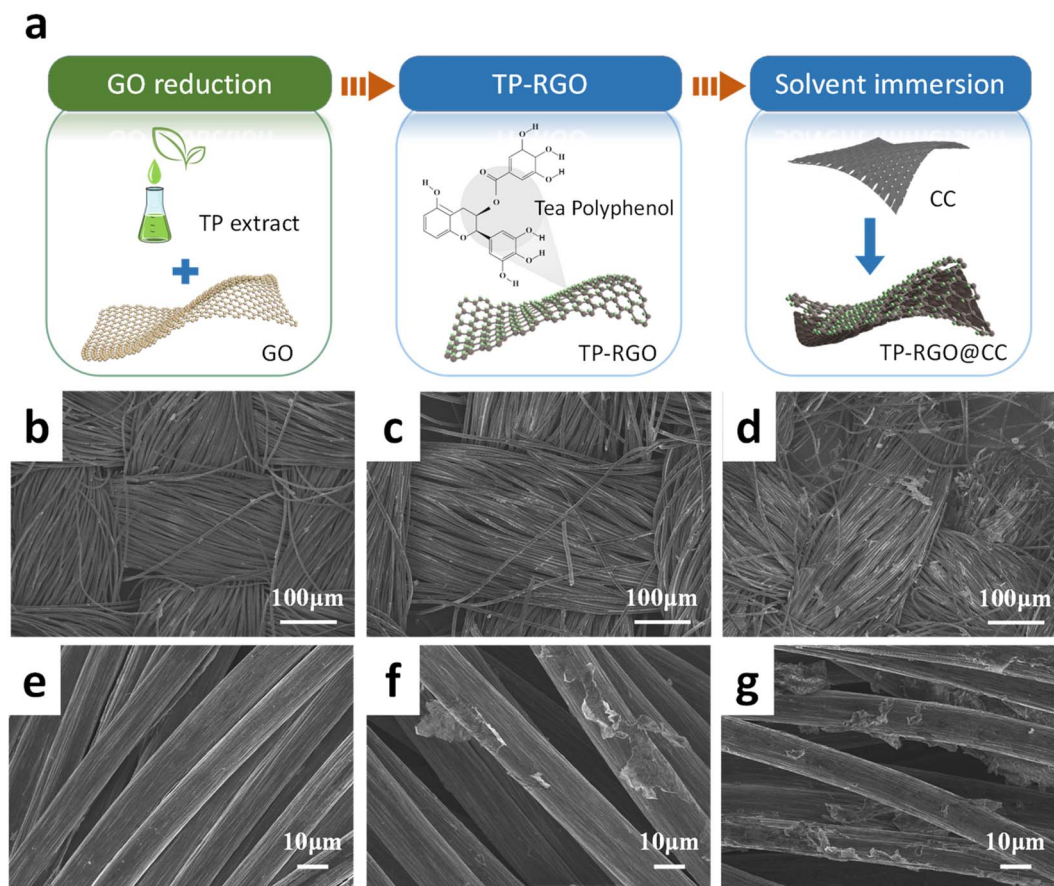 a
GO reduction
TP-RGO
Solvent immersion
TP extract
GO
O
H
O
H
O
H
O
O
H
O
Tea Polyphenol
O
O
H
O
H
O
H
TP-RGO
CC
TP-RGO@CC
b
100μm
c
100μm
d
100μm
e
10μm
f
10μm
g
10μm